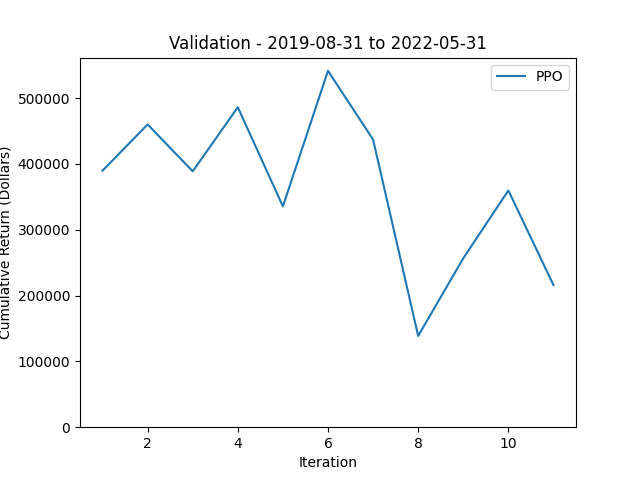 Validation - 2019-08-31 to 2022-05-31
PPO
Cumulative Return (Dollars)
500000
400000
300000
200000
100000
0
2
4
6
8
10
Iteration